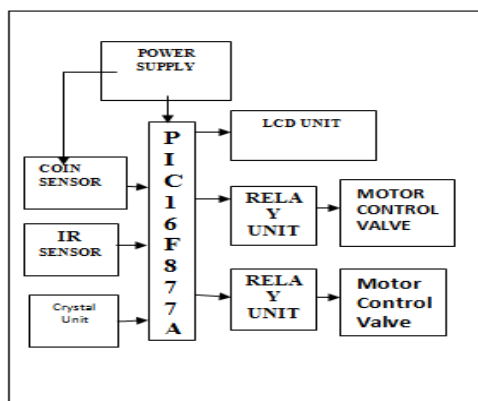 POWER
SUPPLY
LCD UNIT
P
I
C
1
6
F
8
7
7
A
COIN
SENSOR
RELA
Y
UNIT
MOTOR
CONTROL
VALVE
IR
SENSOR
RELA
Y
UNIT
Motor
Control
Valve
Crystal
Unit